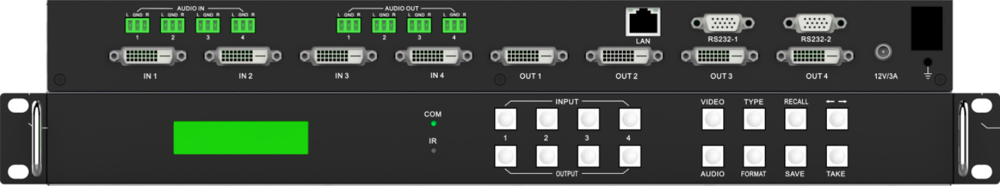 AUDIO IN
AUDIO OUT
L GND R L GND R L GND R L GND R
L GND R L GND R L GND R L GND R
1 2 3 4
1 2 3 4
LAN
RS232-1
RS232-2
IN 1
IN 2
IN 3
IN 4
OUT 1
OUT 2
OUT 3
OUT 4
12V/3A
COM
IR
INPUT
1 2 3 4
OUTPUT
VIDEO TYPE RECALL ← →
AUDIO FORMAT SAVE TAKE